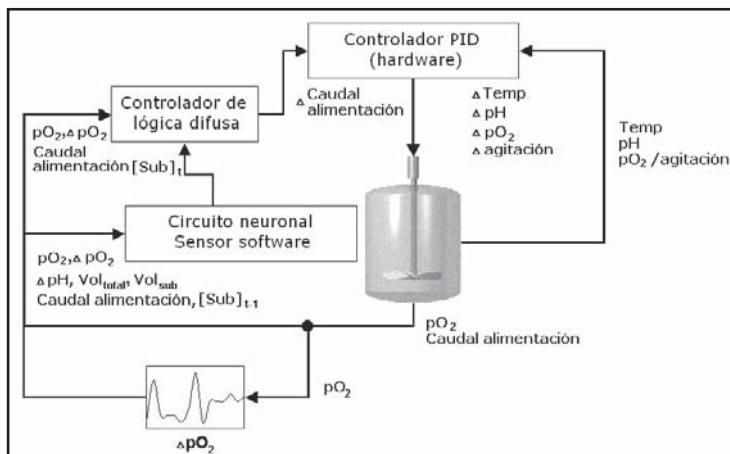 Controlador PID
(hardware)
Controlador de
lógica difusa
Δ Caudal
alimentación
Δ Temp
Δ pH
Δ pO₂
Δ agitación
Temp
pH
pO₂ /agitación
pO₂, Δ pO₂
Caudal
alimentación [Sub]t
Circuito neuronal
Sensor software
pO₂, Δ pO₂
Δ pH, Voltotal, Volsub
Caudal alimentación, [Sub]t-1
pO₂
Caudal alimentación
pO₂
ΔpO₂